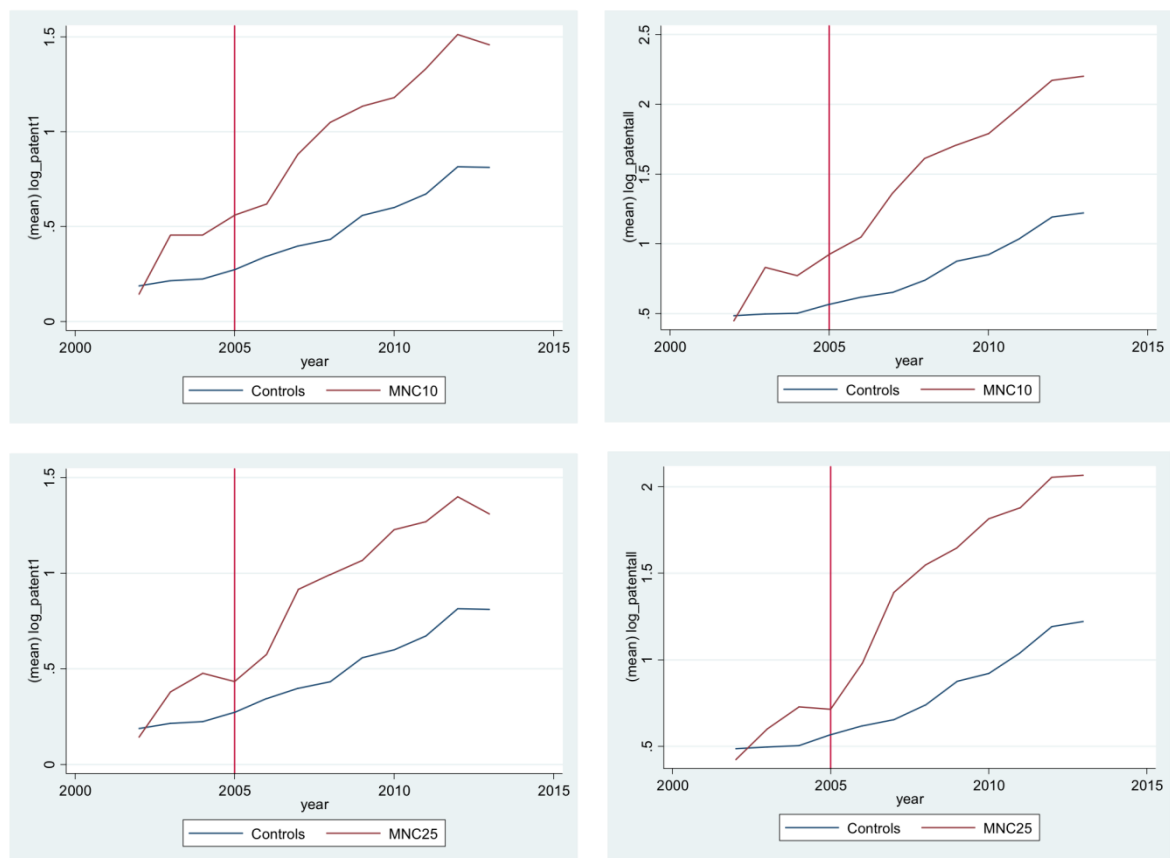 (mean) log_patent1
1.5
1
.5
0
2000 2005 2010 2015
year
Controls MNC10
(mean) log_patentall
2.5
2
1.5
1
.5
2000 2005 2010 2015
year
Controls MNC10
(mean) log_patent1
1.5
1
.5
0
2000 2005 2010 2015
year
Controls MNC25
(mean) log_patentall
2
1.5
1
.5
2000 2005 2010 2015
year
Controls MNC25